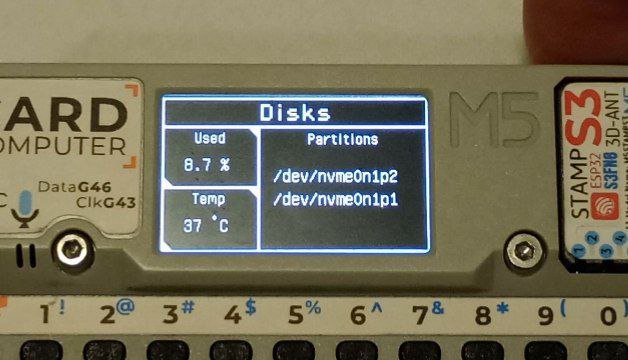 Disks
Used
8.7 %
Temp
37 °C
Partitions
/dev/nvme0n1p2
/dev/nvme0n1p1
ARD
OMPUTER
C
DataG46
ClkG43
M5
STAMP
S3
ESP32
S3FN8
3D-ANT
1
2
3
4
1 !
2 @
3 #
4 $
5 %
6 ^
7 &
8 *
9 (
0 )